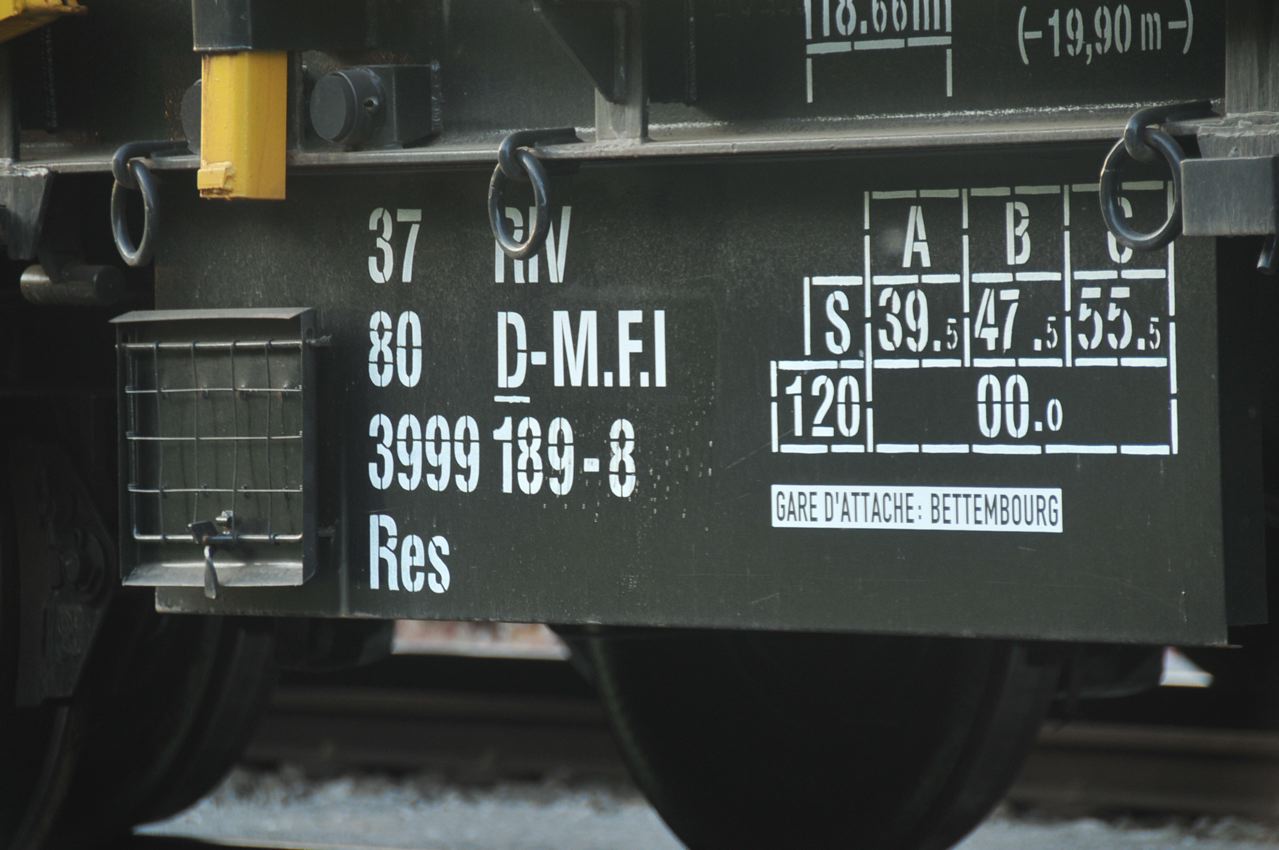 18.66m
(-19,90 m-)
37 RIV
80 D-M.F.I
3999 189-8
Res
A B C
S 39.5 47.5 55.5
120 00.0
GARE D'ATTACHE: BETTEMBOURG